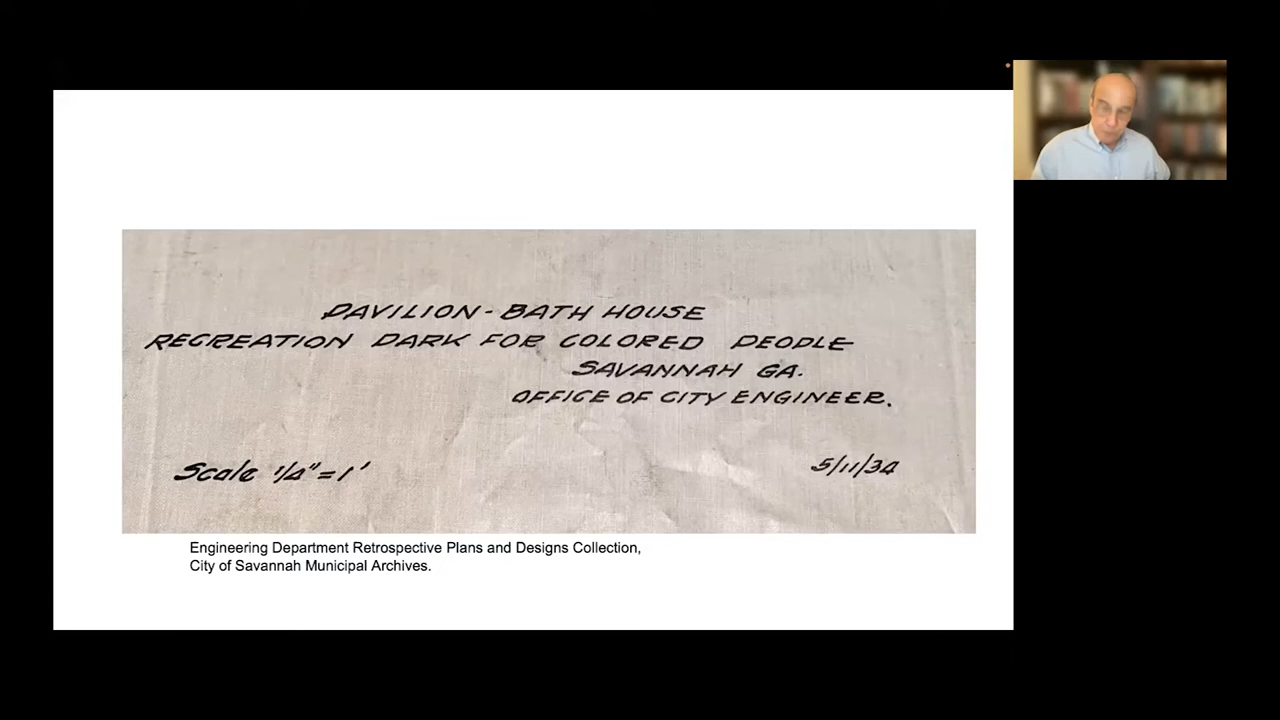 PAVILION - BATH HOUSE
RECREATION PARK FOR COLORED PEOPLE
SAVANNAH GA.
OFFICE OF CITY ENGINEER.
Scale 1/4" = 1'
5/11/34
Engineering Department Retrospective Plans and Designs Collection,
City of Savannah Municipal Archives.